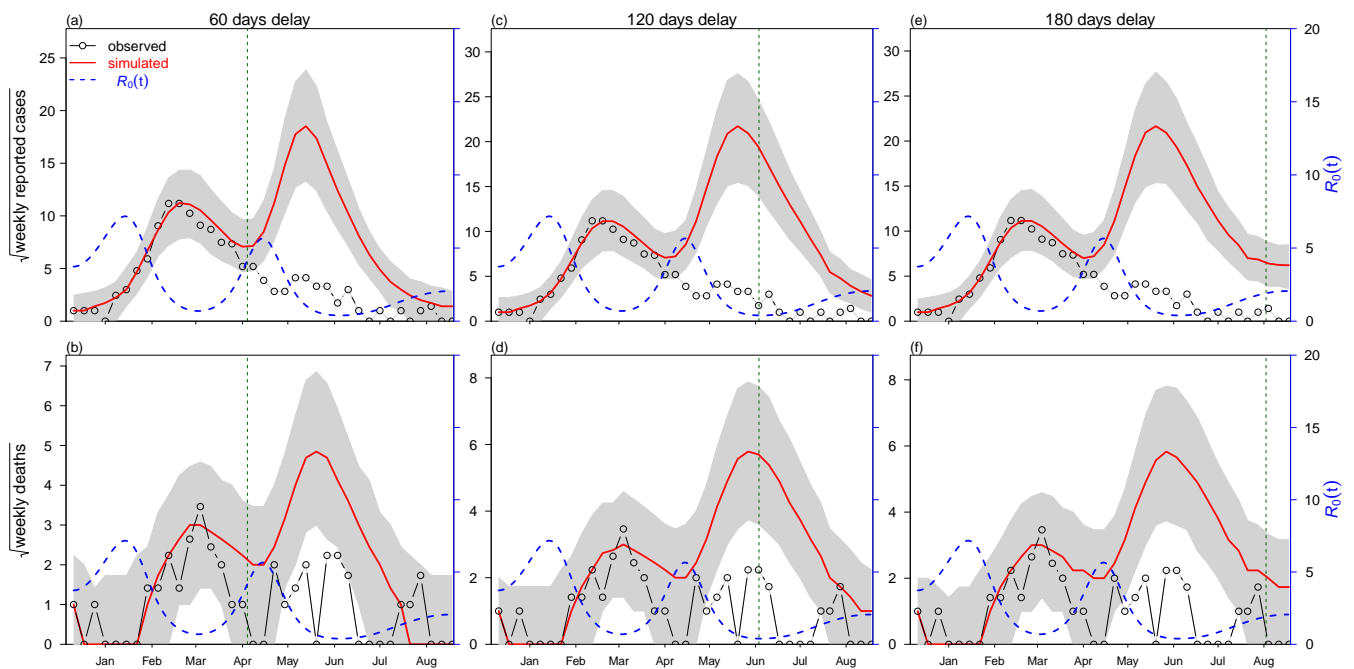 60 days delay
120 days delay
180 days delay
(a)
(c)
(e)
observed
simulated
R₀(t)
√weekly reported cases
0 5 10 15 20 25
0 5 10 15 20 25 30
0 5 10 15 20 25 30
0 5 10 15 20
R₀(t)
(b)
(d)
(f)
√weekly deaths
0 1 2 3 4 5 6 7
0 2 4 6 8
0 2 4 6 8
0 5 10 15 20
R₀(t)
Jan Feb Mar Apr May Jun Jul Aug
Jan Feb Mar Apr May Jun Jul Aug
Jan Feb Mar Apr May Jun Jul Aug